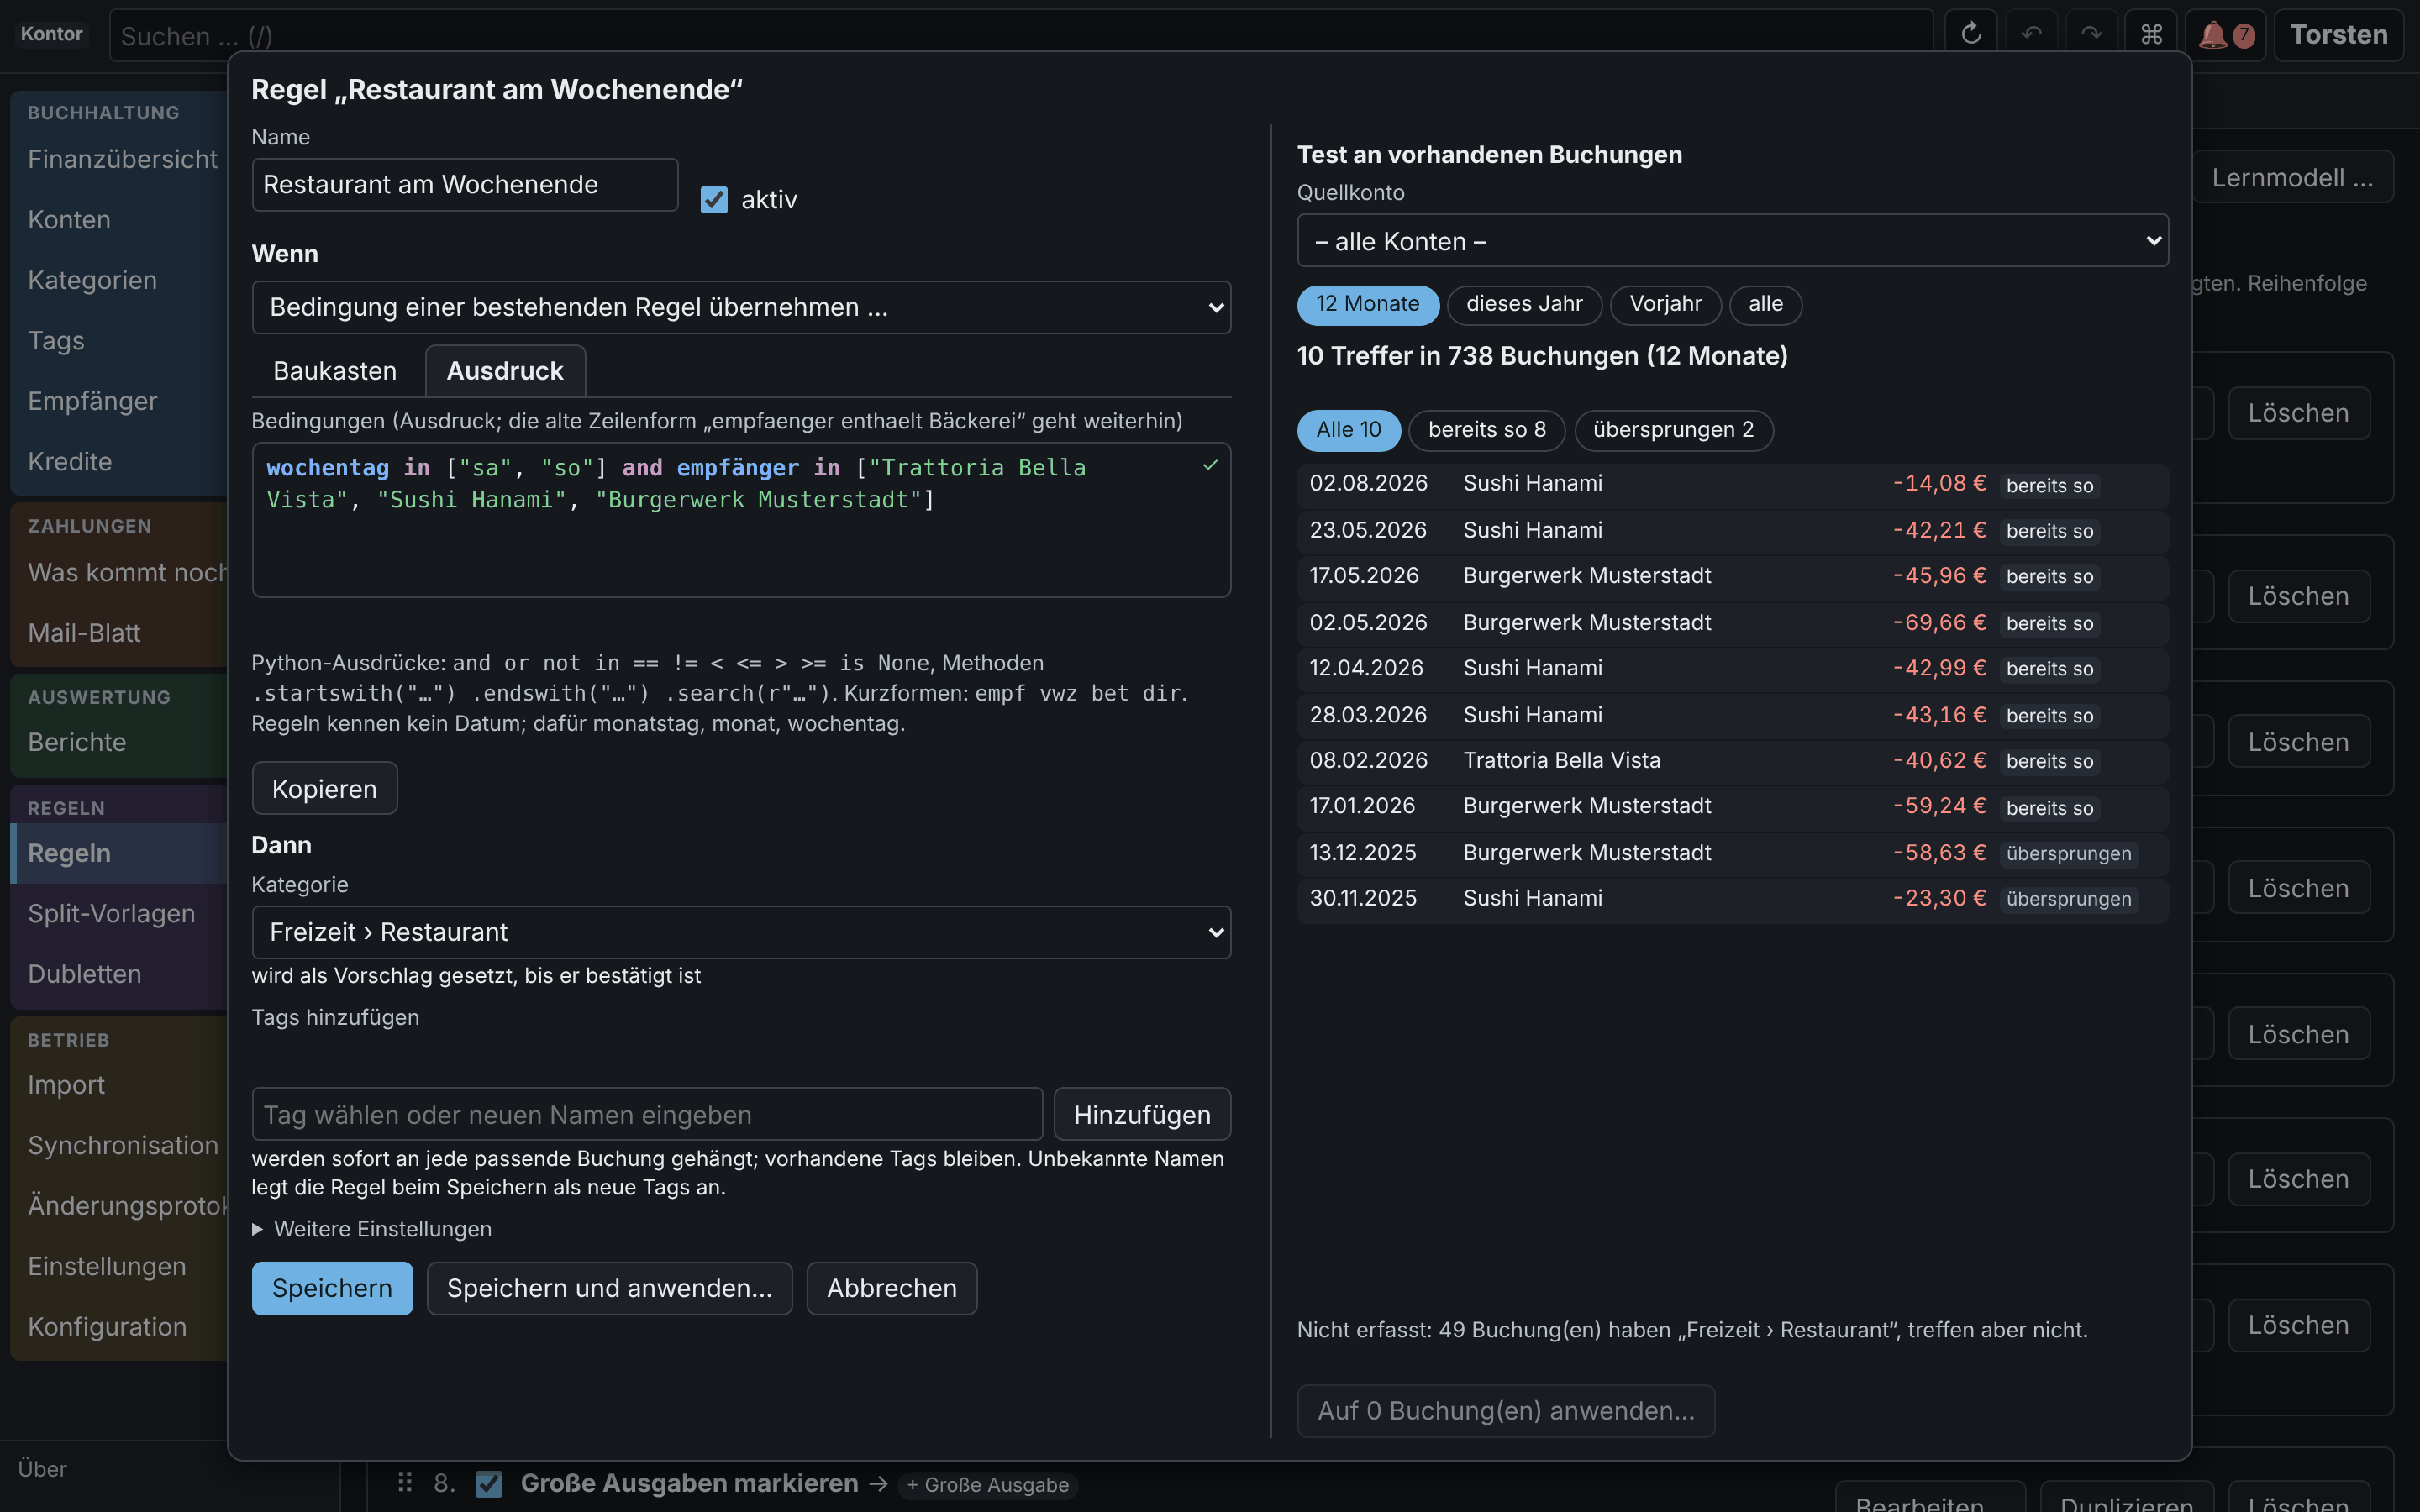 Kontor
Suchen ... (/)
7
Torsten
BUCHHALTUNG
Finanzübersicht
Konten
Kategorien
Tags
Empfänger
Kredite
ZAHLUNGEN
Was kommt noch
Mail-Blatt
AUSWERTUNG
Berichte
REGELN
Regeln
Split-Vorlagen
Dubletten
BETRIEB
Import
Synchronisation
Änderungsprotok
Einstellungen
Konfiguration
Über
Regel „Restaurant am Wochenende“
Name
Restaurant am Wochenende
aktiv
Wenn
Bedingung einer bestehenden Regel übernehmen ...
Baukasten
Ausdruck
Bedingungen (Ausdruck; die alte Zeilenform „empfaenger enthaelt Bäckerei“ geht weiterhin)
wochentag in ["sa", "so"] and empfänger in ["Trattoria Bella
Vista", "Sushi Hanami", "Burgerwerk Musterstadt"]
Python-Ausdrücke: and or not in == != < <= > >= is None, Methoden
.startswith("…") .endswith("…") .search(r"…"). Kurzformen: empf vwz bet dir.
Regeln kennen kein Datum; dafür monatstag, monat, wochentag.
Kopieren
Dann
Kategorie
Freizeit › Restaurant
wird als Vorschlag gesetzt, bis er bestätigt ist
Tags hinzufügen
Tag wählen oder neuen Namen eingeben
Hinzufügen
werden sofort an jede passende Buchung gehängt; vorhandene Tags bleiben. Unbekannte Namen
legt die Regel beim Speichern als neue Tags an.
Weitere Einstellungen
Speichern
Speichern und anwenden...
Abbrechen
Test an vorhandenen Buchungen
Quellkonto
– alle Konten –
12 Monate
dieses Jahr
Vorjahr
alle
10 Treffer in 738 Buchungen (12 Monate)
Alle 10
bereits so 8
übersprungen 2
02.08.2026 Sushi Hanami -14,08 € bereits so
23.05.2026 Sushi Hanami -42,21 € bereits so
17.05.2026 Burgerwerk Musterstadt -45,96 € bereits so
02.05.2026 Burgerwerk Musterstadt -69,66 € bereits so
12.04.2026 Sushi Hanami -42,99 € bereits so
28.03.2026 Sushi Hanami -43,16 € bereits so
08.02.2026 Trattoria Bella Vista -40,62 € bereits so
17.01.2026 Burgerwerk Musterstadt -59,24 € bereits so
13.12.2025 Burgerwerk Musterstadt -58,63 € übersprungen
30.11.2025 Sushi Hanami -23,30 € übersprungen
Nicht erfasst: 49 Buchung(en) haben „Freizeit › Restaurant“, treffen aber nicht.
Auf 0 Buchung(en) anwenden...
Lernmodell ...
gten. Reihenfolge
Löschen
Löschen
Löschen
Löschen
Löschen
Löschen
Löschen
8. Große Ausgaben markieren → + Große Ausgabe
Bearbeiten
Duplizieren
Löschen